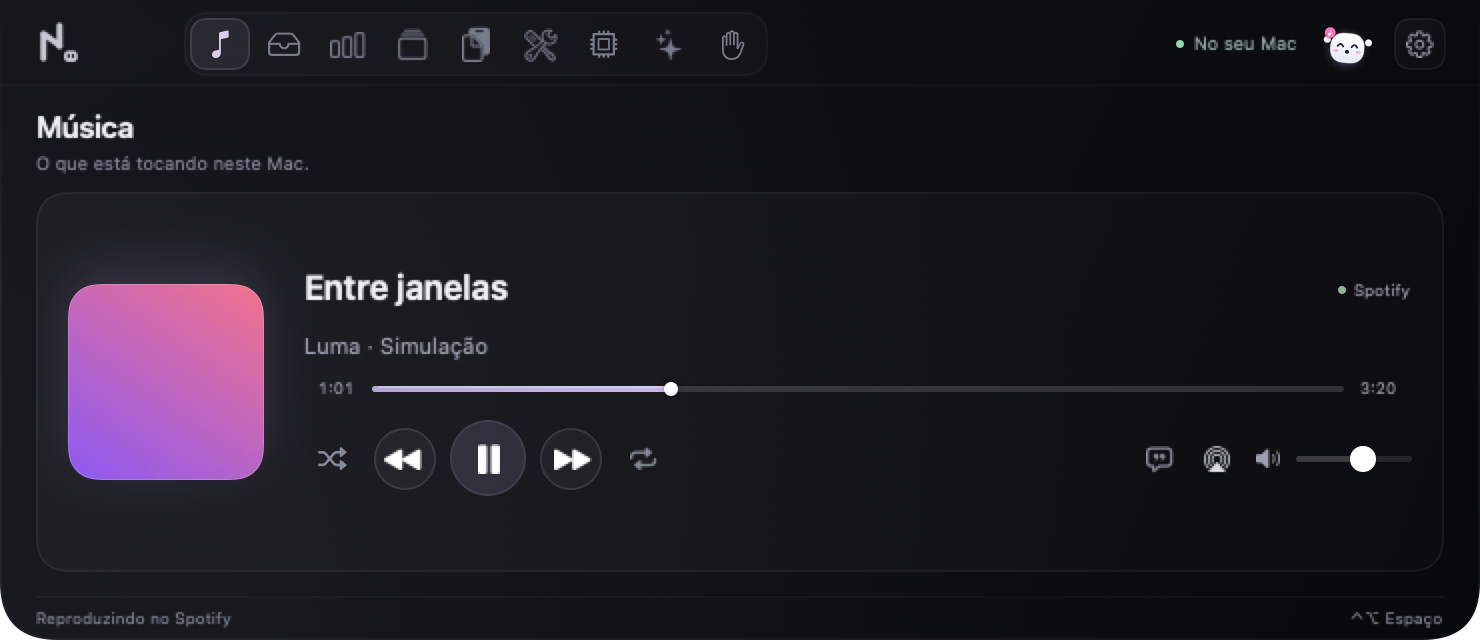 No seu Mac
Música
O que está tocando neste Mac.
Entre janelas
Spotify
Luma · Simulação
1:01
3:20
Reproduzindo no Spotify
⌃⌥ Espaço